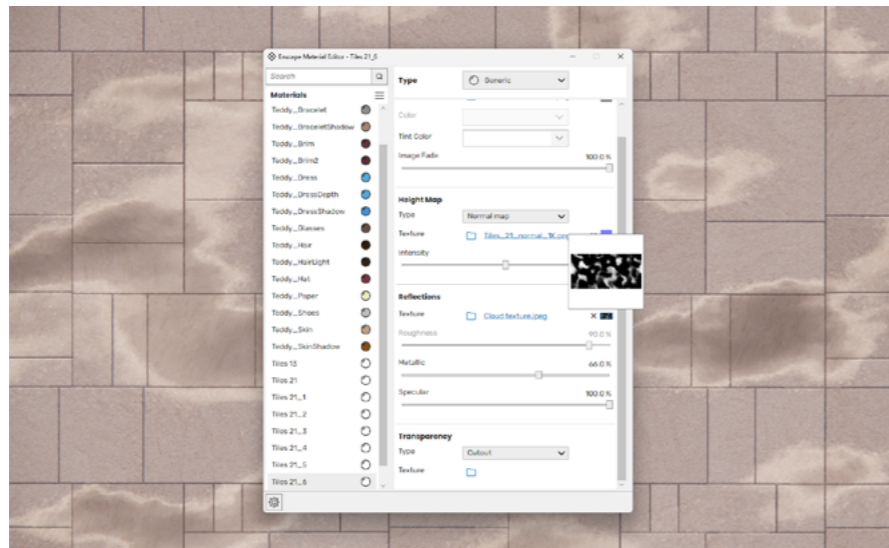 Enscape Material Editor - Tiles 21_6
Search
Type
Generic
Materials
Teddy_Bracelet
Teddy_BraceletShadow
Teddy_Brim
Teddy_Brim2
Teddy_Dress
Teddy_DressDepth
Teddy_DressShadow
Teddy_Glasses
Teddy_Hair
Teddy_HairLight
Teddy_Hat
Teddy_Paper
Teddy_Shoes
Teddy_Skin
Teddy_SkinShadow
Tiles 13
Tiles 21
Tiles 21_1
Tiles 21_2
Tiles 21_3
Tiles 21_4
Tiles 21_5
Tiles 21_6
Color
Tint Color
Image Fade
100.0 %
Height Map
Type
Normal map
Texture
Tiles_21_normal_1K.png
Intensity
Reflections
Texture
Cloud texture.jpeg
Roughness
90.0 %
Metallic
66.0 %
Specular
100.0 %
Transparency
Type
Cutout
Texture